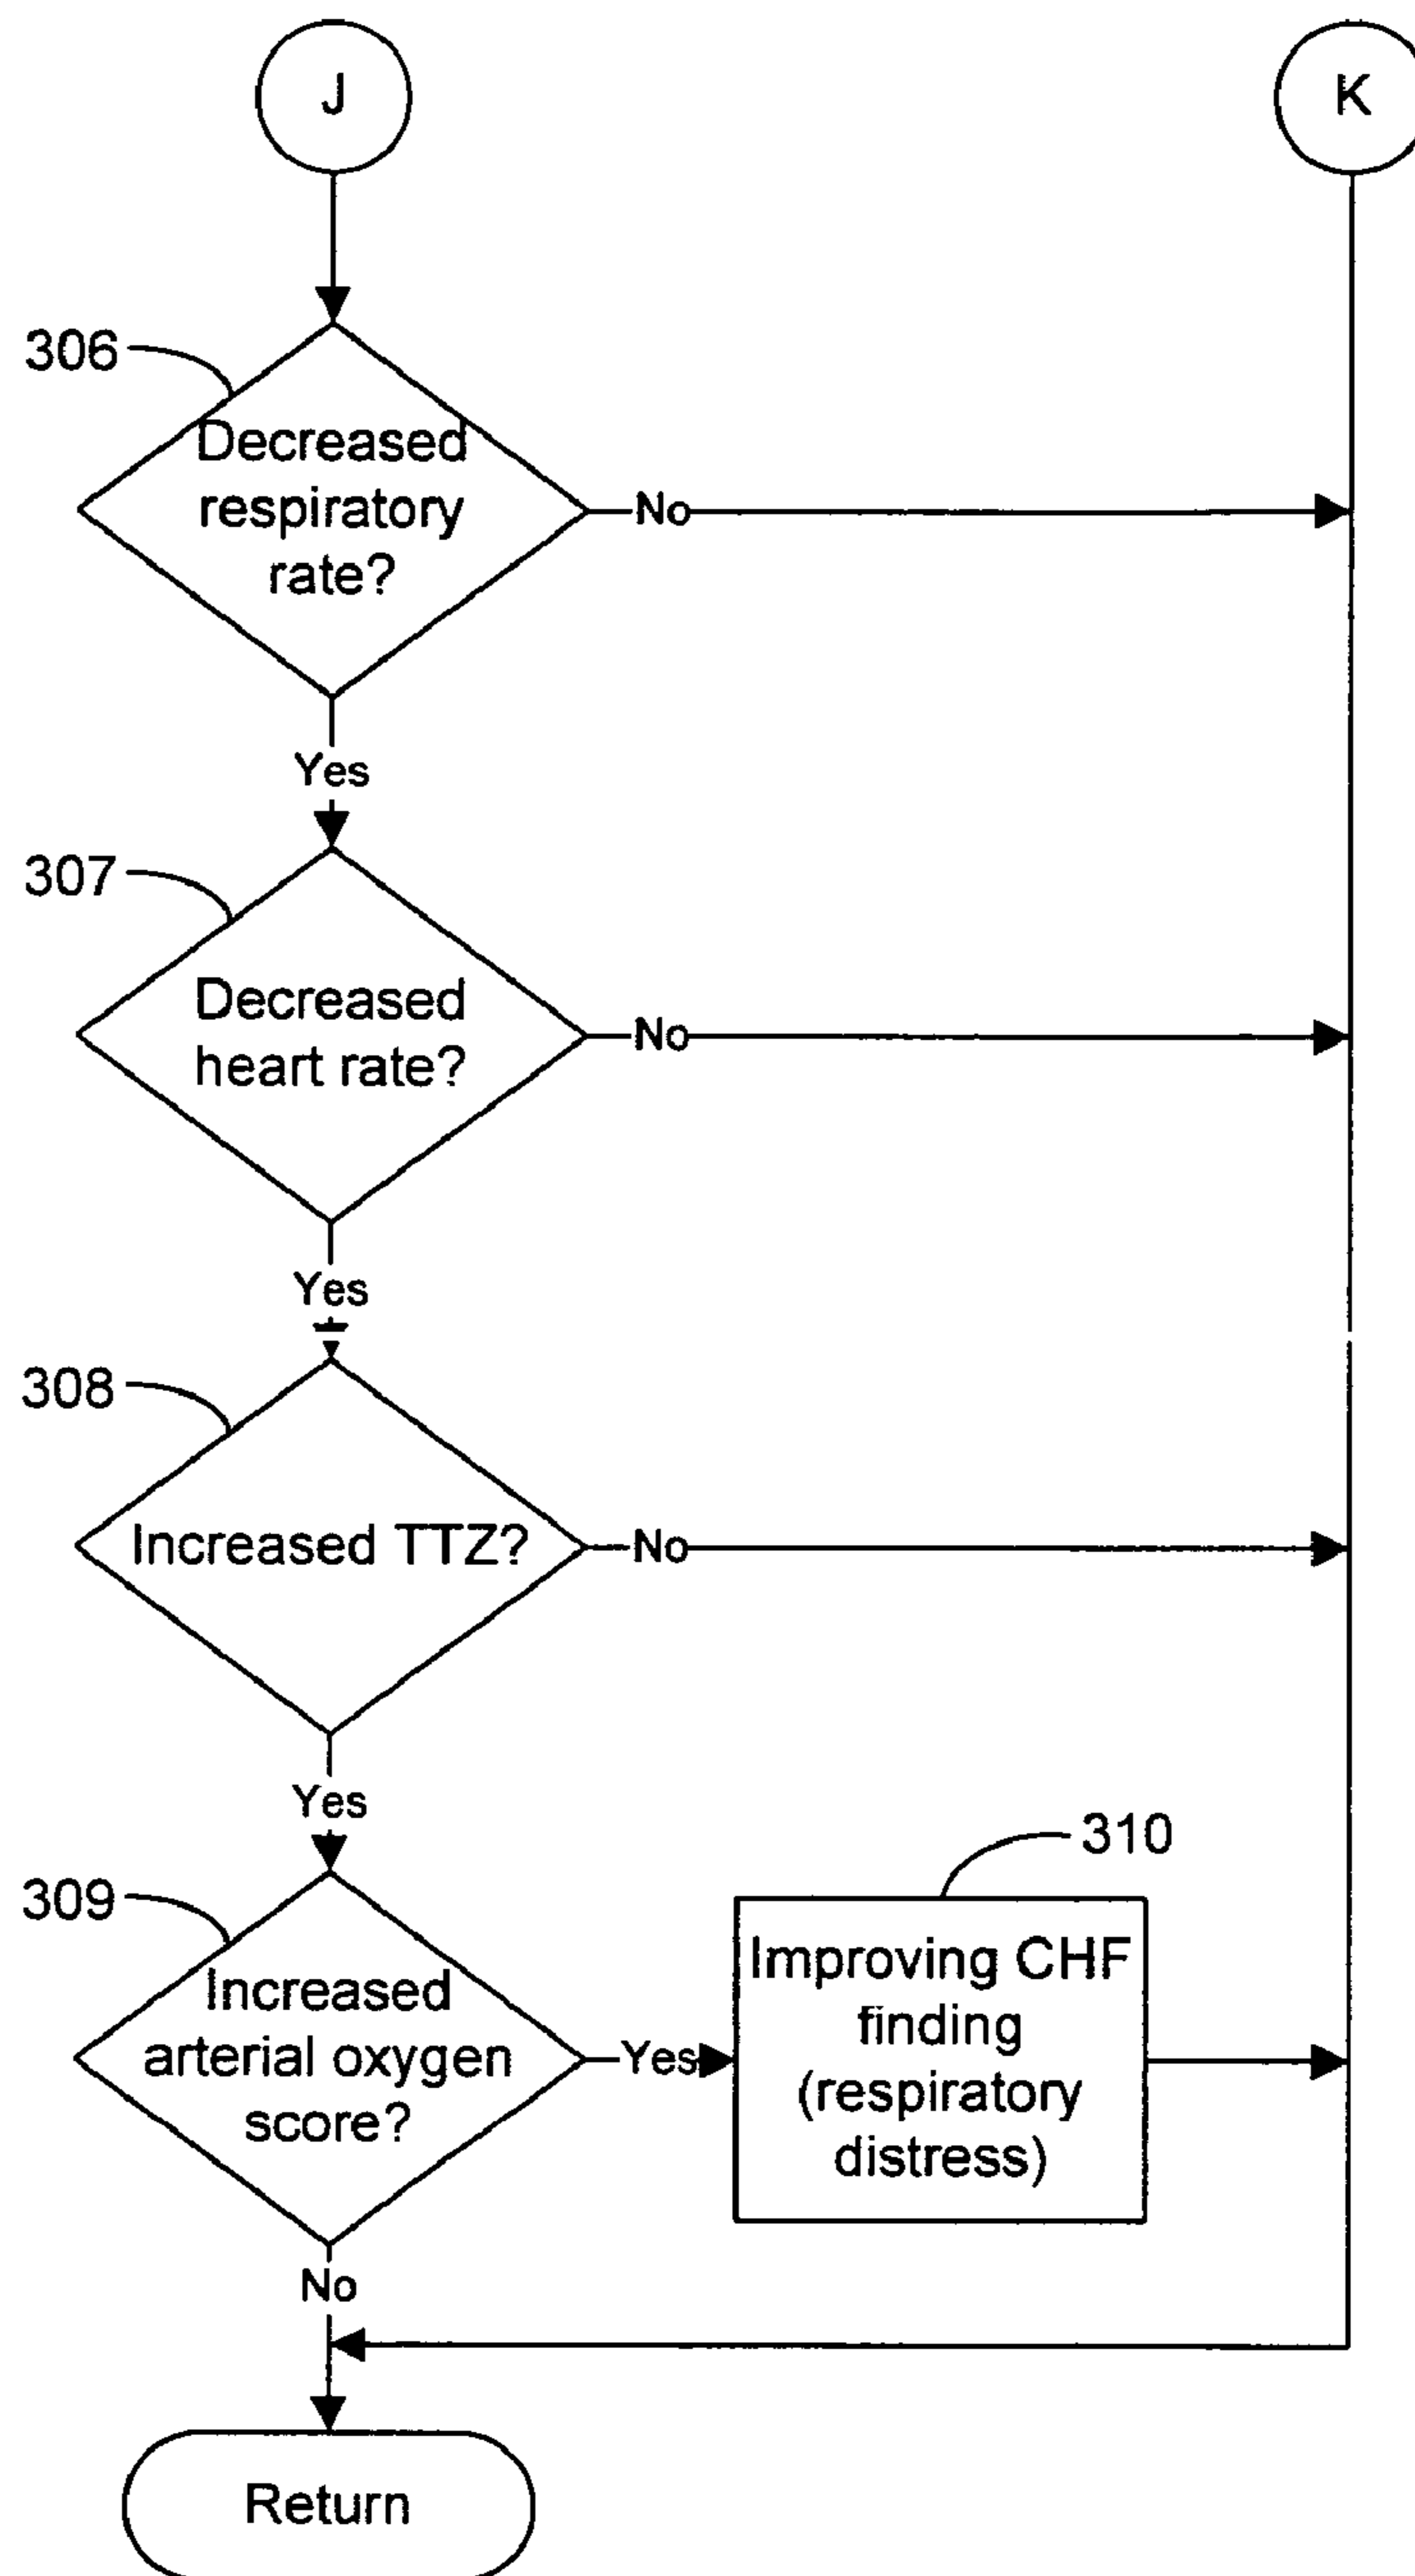 J
K
306
Decreased
respiratory
rate?
No
Yes
307
Decreased
heart rate?
No
Yes
308
Increased TTZ?
No
Yes
309
Increased
arterial oxygen
score?
Yes
310
Improving CHF
finding
(respiratory
distress)
No
Return